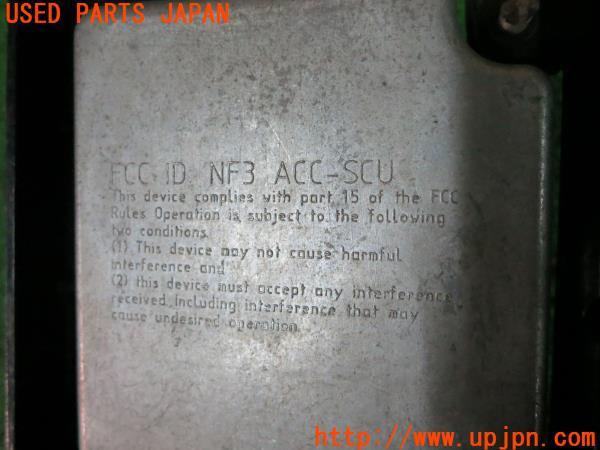 USED PARTS JAPAN
FCC ID NF3 ACC-SCU
This device complies with part 15 of the FCC
Rules Operation is subject to the following
two conditions
(1) This device may not cause harmful
interference and
(2) this device must accept any interference
received. Including interference that may
cause undesired operation.
http://www.upjpn.com